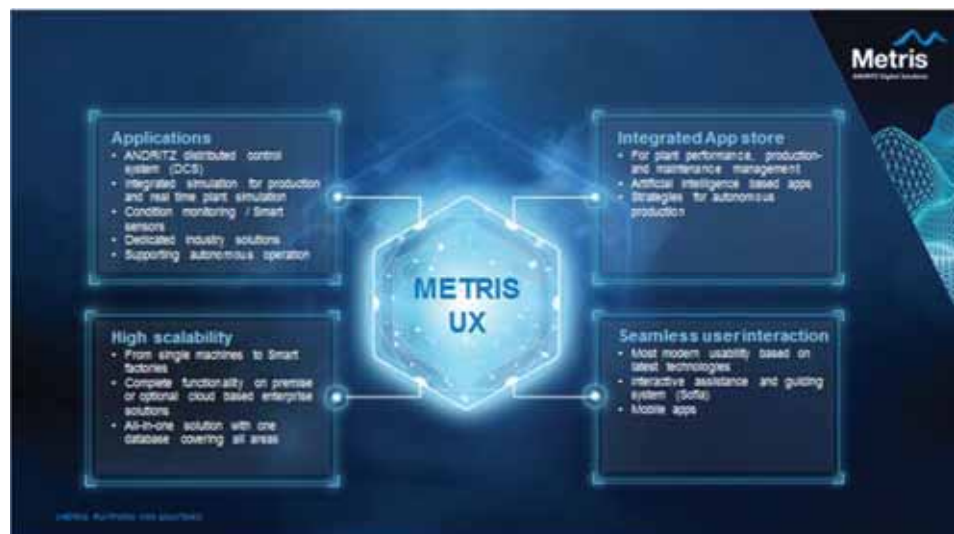 Metris
ANDRITZ Digital Solutions
Applications
• ANDRITZ distributed control
system (DCS)
• Integrated simulation for production
and real time plant simulation
• Condition monitoring / Smart
sensors
• Dedicated industry solutions
• Supporting autonomous operation
Integrated App store
• For plant performance, production-
and maintenance management
• Artificial intelligence based apps
• Strategies for autonomous
production
METRIS
UX
High scalability
• From single machines to Smart
factories
• Complete functionality on premise
or optional cloud based enterprise
solutions
• All-in-one solution with one
database covering all areas
Seamless user interaction
• Most modern usability based on
latest technologies
• Interactive assistance and guiding
system (Sofia)
• Mobile apps